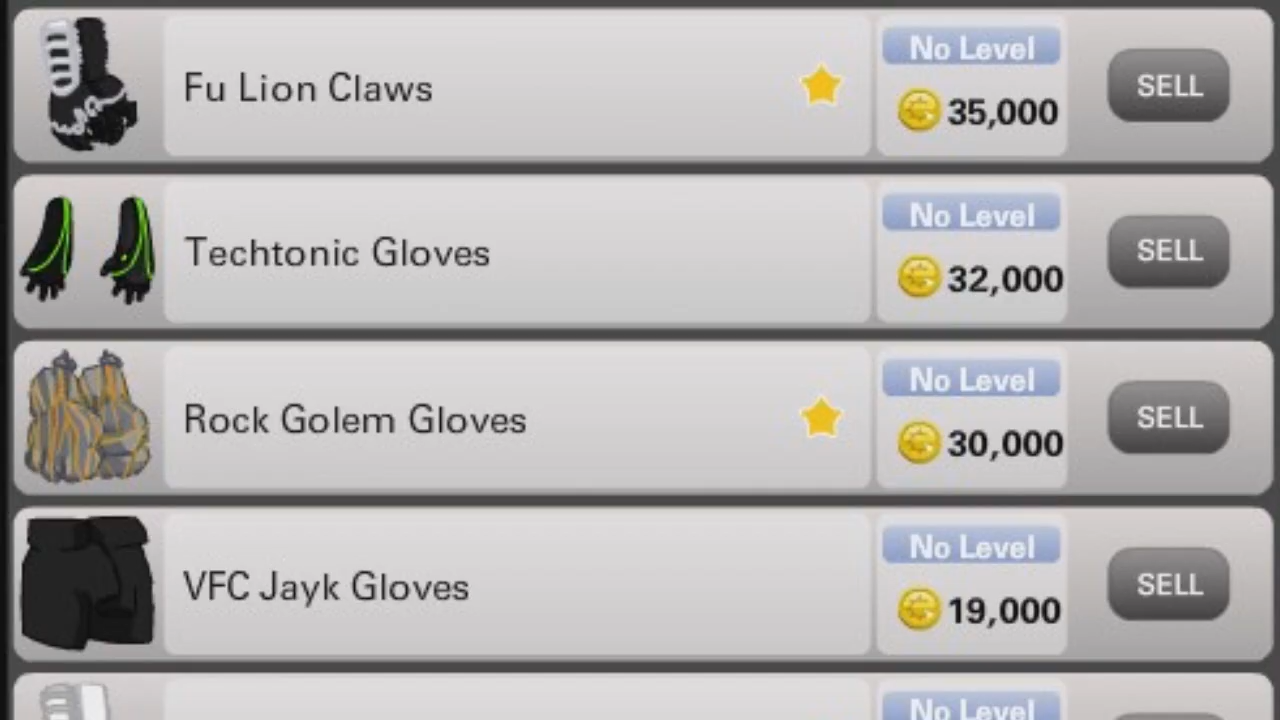 Fu Lion Claws
No Level
35,000
SELL
Techtonic Gloves
No Level
32,000
SELL
Rock Golem Gloves
No Level
30,000
SELL
VFC Jayk Gloves
No Level
19,000
SELL
No Level